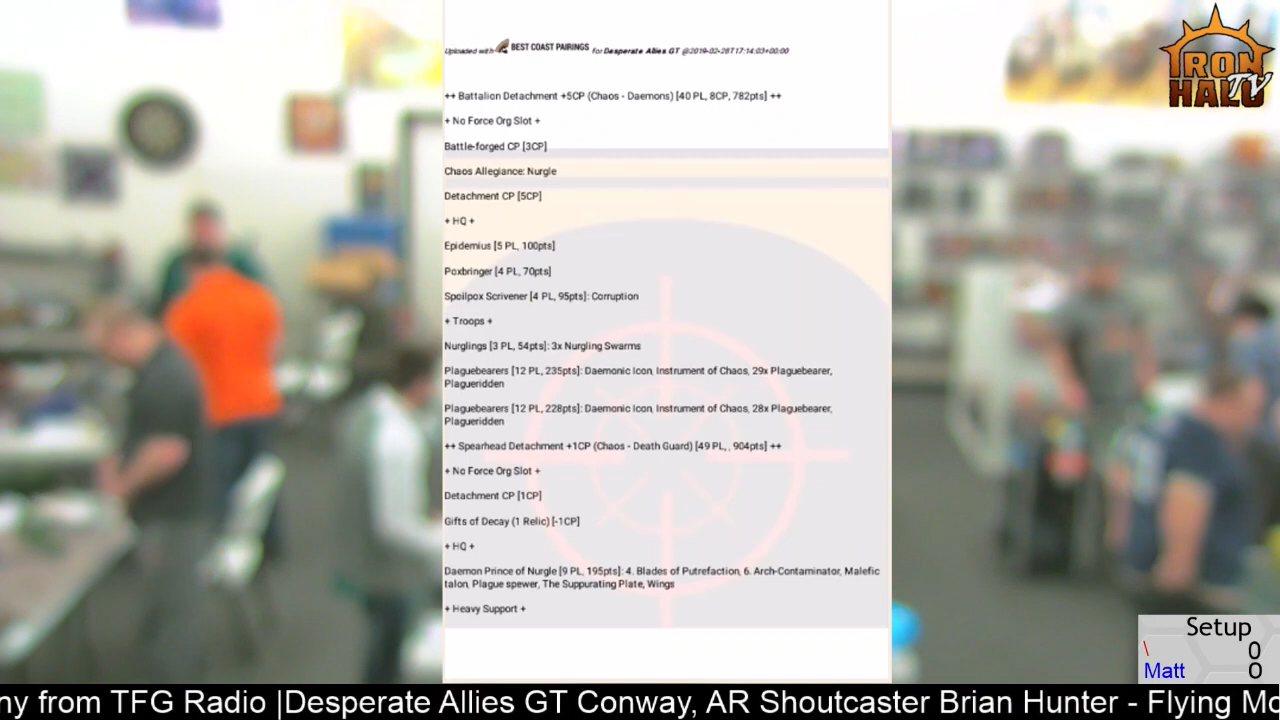 IRON
HALO
TV
Uploaded with BEST COAST PAIRINGS for Desperate Allies GT @2019-02-28T17:14:03+00:00
++ Battalion Detachment +5CP (Chaos - Daemons) [40 PL, 8CP, 782pts] ++
+ No Force Org Slot +
Battle-forged CP [3CP]
Chaos Allegiance: Nurgle
Detachment CP [5CP]
+ HQ +
Epidemius [5 PL, 100pts]
Poxbringer [4 PL, 70pts]
Spoilpox Scrivener [4 PL, 95pts]: Corruption
+ Troops +
Nurglings [3 PL, 54pts]: 3x Nurgling Swarms
Plaguebearers [12 PL, 235pts]: Daemonic Icon, Instrument of Chaos, 29x Plaguebearer,
Plagueridden
Plaguebearers [12 PL, 228pts]: Daemonic Icon, Instrument of Chaos, 28x Plaguebearer,
Plagueridden
++ Spearhead Detachment +1CP (Chaos - Death Guard) [49 PL, , 904pts] ++
+ No Force Org Slot +
Detachment CP [1CP]
Gifts of Decay (1 Relic) [-1CP]
+ HQ +
Daemon Prince of Nurgle [9 PL, 195pts]: 4. Blades of Putrefaction, 6. Arch-Contaminator, Malefic
talon, Plague spewer, The Suppurating Plate, Wings
+ Heavy Support +
Setup
\ 0
Matt 0
ny from TFG Radio |Desperate Allies GT Conway, AR Shoutcaster Brian Hunter - Flying Mo